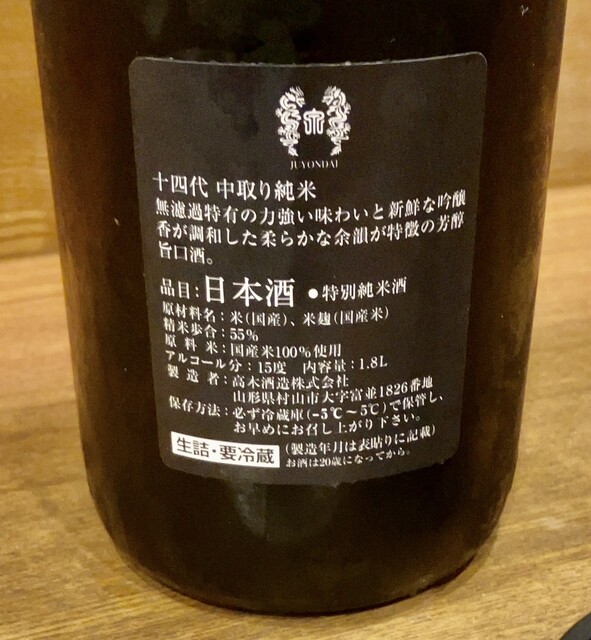 JUYONDAI
十四代 中取り純米
無濾過特有の力強い味わいと新鮮な吟醸
香が調和した柔らかな余韻が特徴の芳醇
旨口酒。
品目：日本酒 ●特別純米酒
原材料名：米(国産)、米麹(国産米)
精米歩合：55％
原料米：国産米100％使用
アルコール分：15度 内容量：1.8L
製造者：高木酒造株式会社
山形県村山市大字富並1826番地
保存方法：必ず冷蔵庫(−5℃〜5℃)で保管し、
お早めにお召し上がり下さい。
生詰・要冷蔵 (製造年月は表貼りに記載)
お酒は20歳になってから。